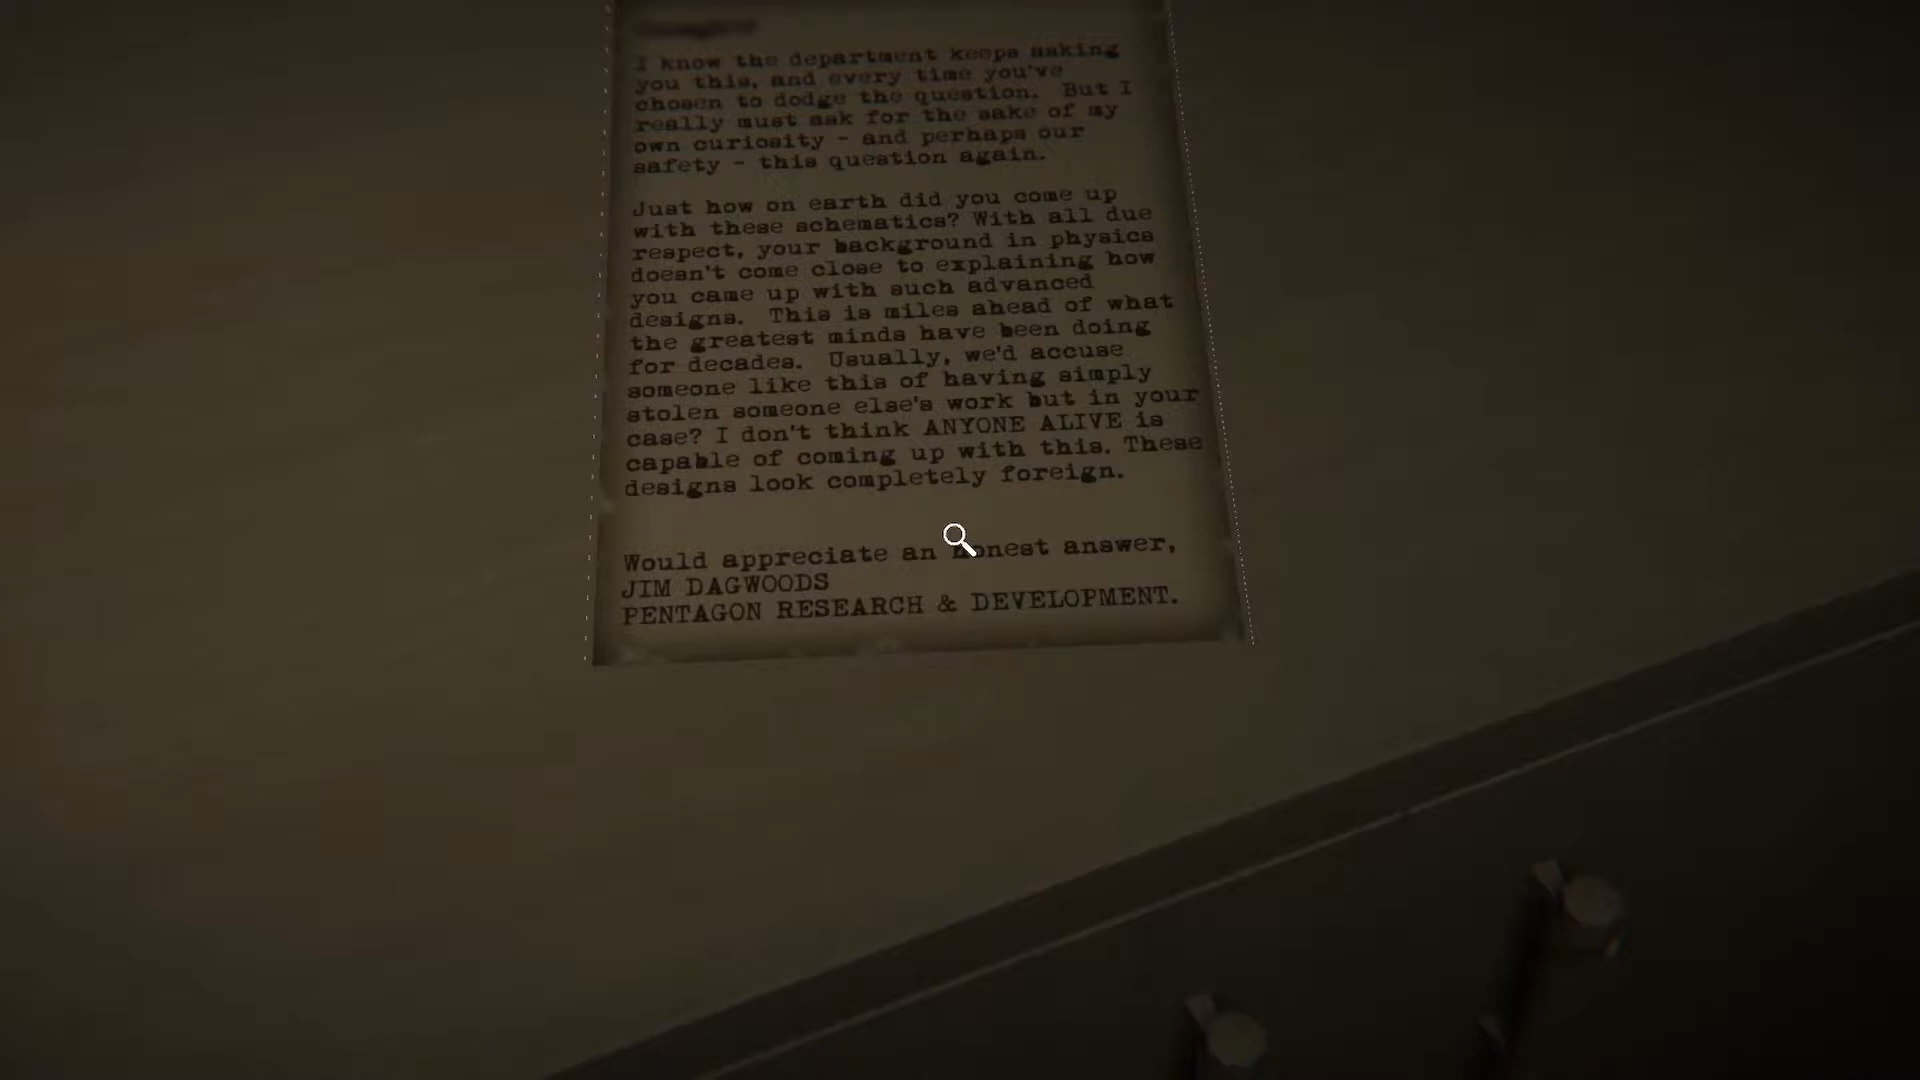 I know the department keeps asking
you this, and every time you've
chosen to dodge the question. But I
really must ask for the sake of my
own curiosity - and perhaps our
safety - this question again.
Just how on earth did you come up
with these schematics? With all due
respect, your background in physics
doesn't come close to explaining how
you came up with such advanced
designs. This is miles ahead of what
the greatest minds have been doing
for decades. Usually, we'd accuse
someone like this of having simply
stolen someone else's work but in your
case? I don't think ANYONE ALIVE is
capable of coming up with this. These
designs look completely foreign.
Would appreciate an honest answer,
JIM DAGWOODS
PENTAGON RESEARCH & DEVELOPMENT.